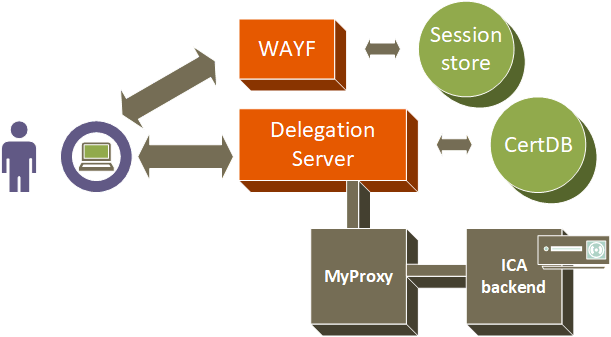 WAYF
Session
store
Delegation
Server
CertDB
MyProxy
ICA
backend